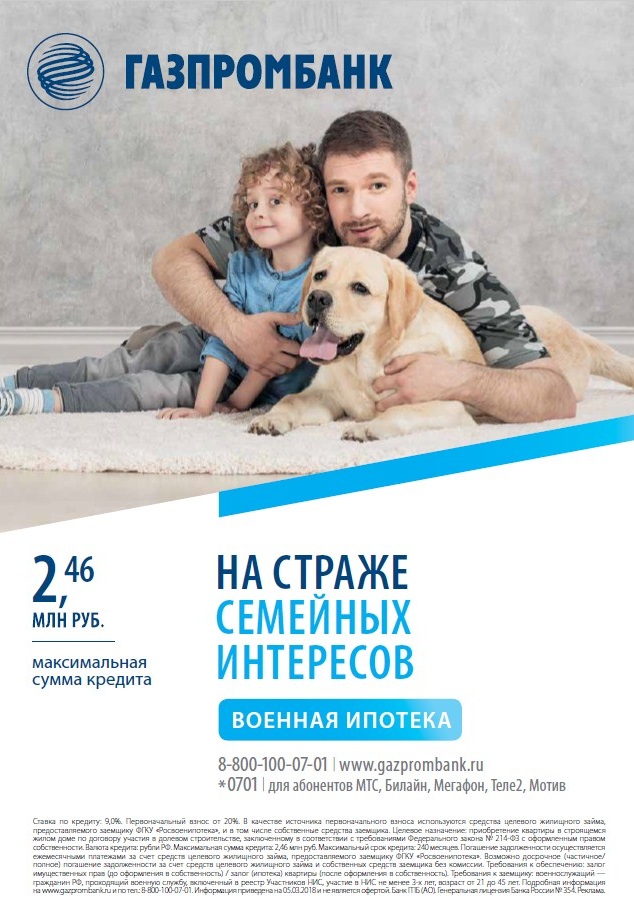 ГАЗПРОМБАНК
2,46
МЛН РУБ.
максимальная
сумма кредита
НА СТРАЖЕ
СЕМЕЙНЫХ
ИНТЕРЕСОВ
ВОЕННАЯ ИПОТЕКА
8-800-100-07-01 | www.gazprombank.ru
*0701 | для абонентов МТС, Билайн, Мегафон, Теле2, Мотив
Ставка по кредиту: 9,0%. Первоначальный взнос от 20%. В качестве источника первоначального взноса используются средства целевого жилищного займа,
предоставляемого заемщику ФГКУ «Росвоенипотека», и в том числе собственные средства заемщика. Целевое назначение: приобретение квартиры в строящемся
жилом доме по договору участия в долевом строительстве, заключенному в соответствии с требованиями Федерального закона № 214-ФЗ с оформлением правом
собственности. Валюта кредита: рубли РФ. Максимальная сумма кредита: 2,46 млн руб. Максимальный срок кредита: 240 месяцев. Погашение задолженности осуществляется
ежемесячными платежами за счет средств целевого жилищного займа, предоставляемого заемщику ФГКУ «Росвоенипотека». Возможно досрочное (частичное/
полное) погашение задолженности за счет средств целевого жилищного займа и собственных средств заемщика без комиссии. Требования к обеспечению: залог
имущественных прав (до оформления в собственность) / залог (ипотека) квартиры (после оформления в собственность). Требования к заемщику: военнослужащий —
гражданин РФ, проходящий военную службу, включенный в реестр Участников НИС, участие в НИС не менее 3-х лет, возраст от 21 до 45 лет. Подробная информация
на www.gazprombank.ru и по тел.: 8-800-100-07-01. Информация приведена на 05.03.2018 и не является офертой. Банк ГПБ (АО). Генеральная лицензия Банка России № 354. Реклама.